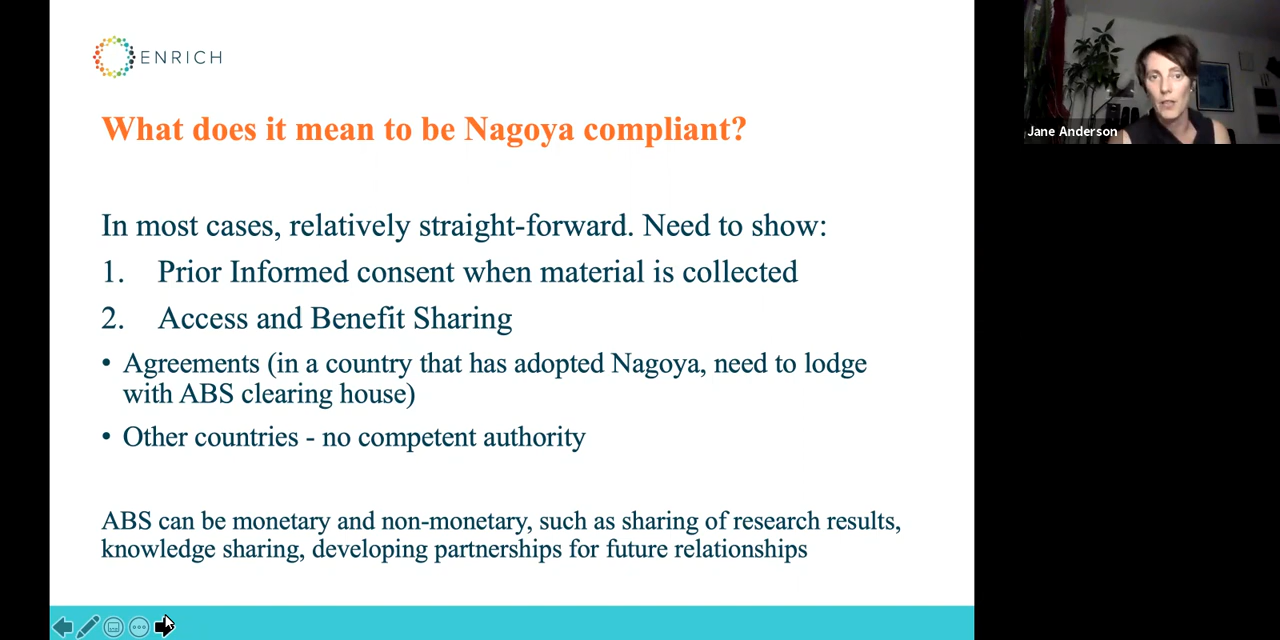 ENRICH
What does it mean to be Nagoya compliant?
In most cases, relatively straight-forward. Need to show:
1. Prior Informed consent when material is collected
2. Access and Benefit Sharing
• Agreements (in a country that has adopted Nagoya, need to lodge
with ABS clearing house)
• Other countries - no competent authority
ABS can be monetary and non-monetary, such as sharing of research results,
knowledge sharing, developing partnerships for future relationships
Jane Anderson